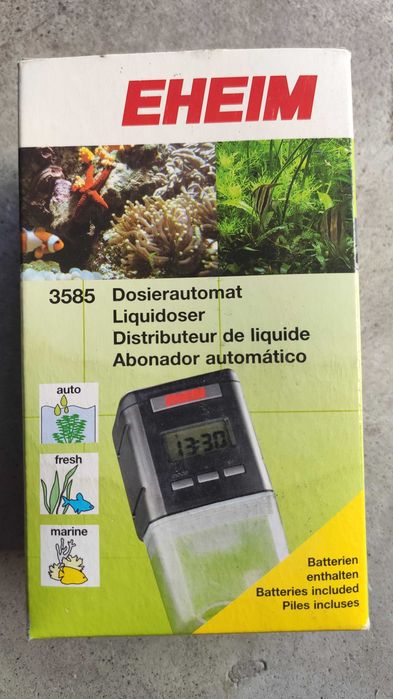 EHEIM
3585 Dosierautomat
Liquidoser
Distributeur de liquide
Abonador automático
auto
fresh
marine
EHEIM
13:30
Batterien
enthalten
Batteries included
Piles incluses